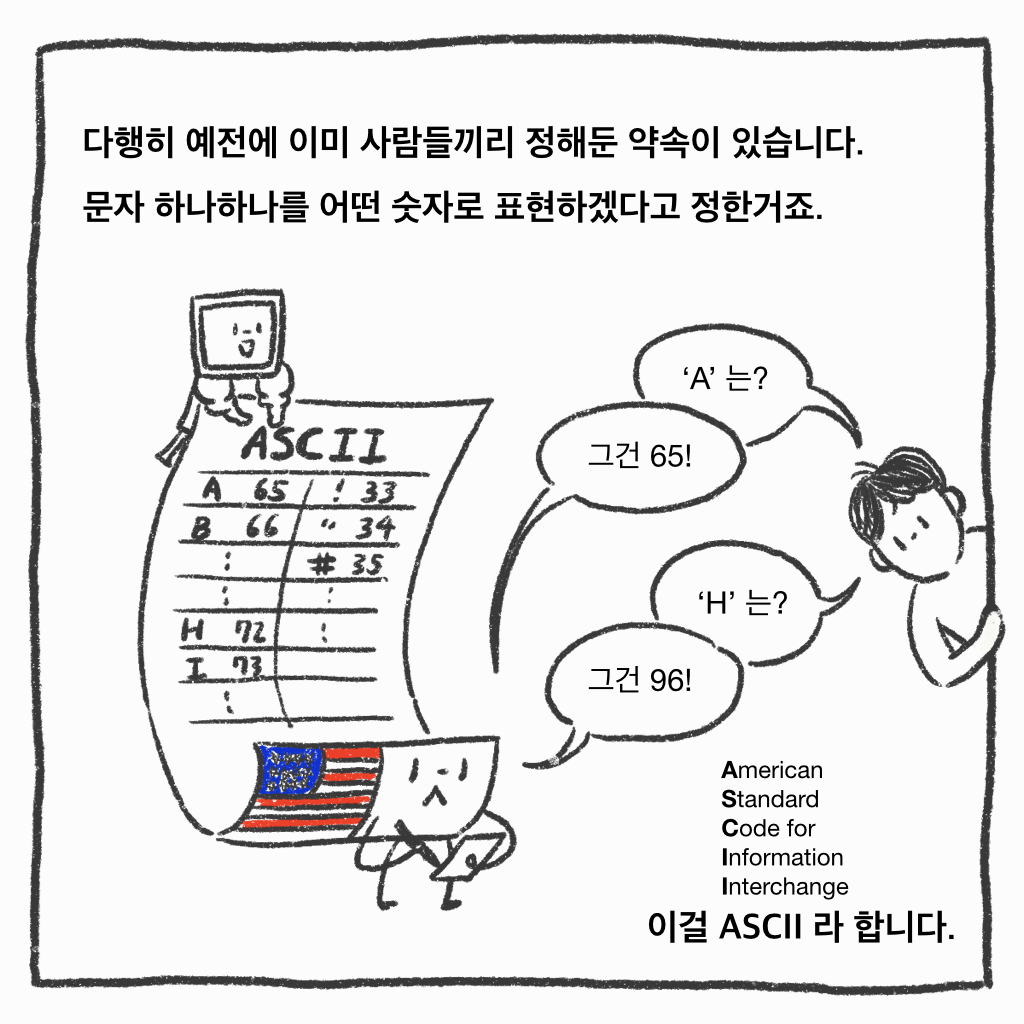 다행히 예전에 이미 사람들끼리 정해둔 약속이 있습니다.
문자 하나하나를 어떤 숫자로 표현하겠다고 정한거죠.
‘A’ 는?
그건 65!
ASCII
A 65 ! 33
B 66 “ 34
⋮ # 35
⋮ ⋮
H 72 ⋮
I 73
⋮
‘H’ 는?
그건 96!
American
Standard
Code for
Information
Interchange
이걸 ASCII 라 합니다.